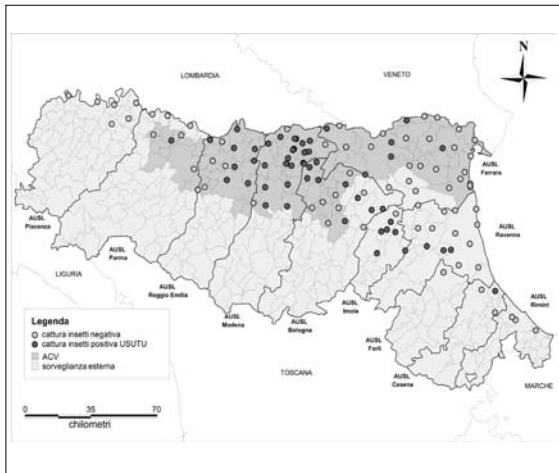 N
LOMBARDIA
VENETO
AUSL
Ferrara
AUSL
Piacenza
AUSL
Parma
AUSL
Ravenna
LIGURIA
AUSL
Reggio Emilia
AUSL
Modena
AUSL
Bologna
AUSL
Imola
AUSL
Rimini
AUSL
Forlì
AUSL
Cesena
TOSCANA
MARCHE
Legenda
cattura insetti negativa
cattura insetti positiva USUTU
ACV
sorveglianza esterna
0 35 70
chilometri